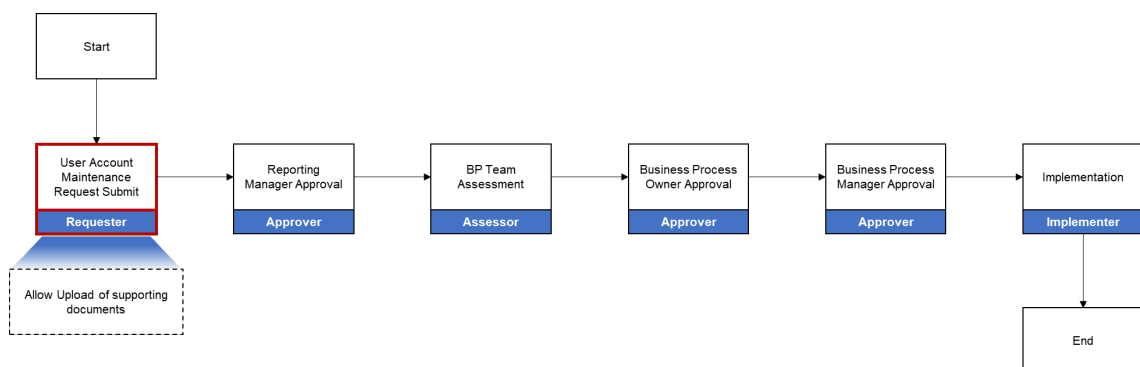 Start
User Account
Maintenance
Request Submit
Requester
Allow Upload of supporting
documents
Reporting
Manager Approval
Approver
BP Team
Assessment
Assessor
Business Process
Owner Approval
Approver
Business Process
Manager Approval
Approver
Implementation
Implementer
End